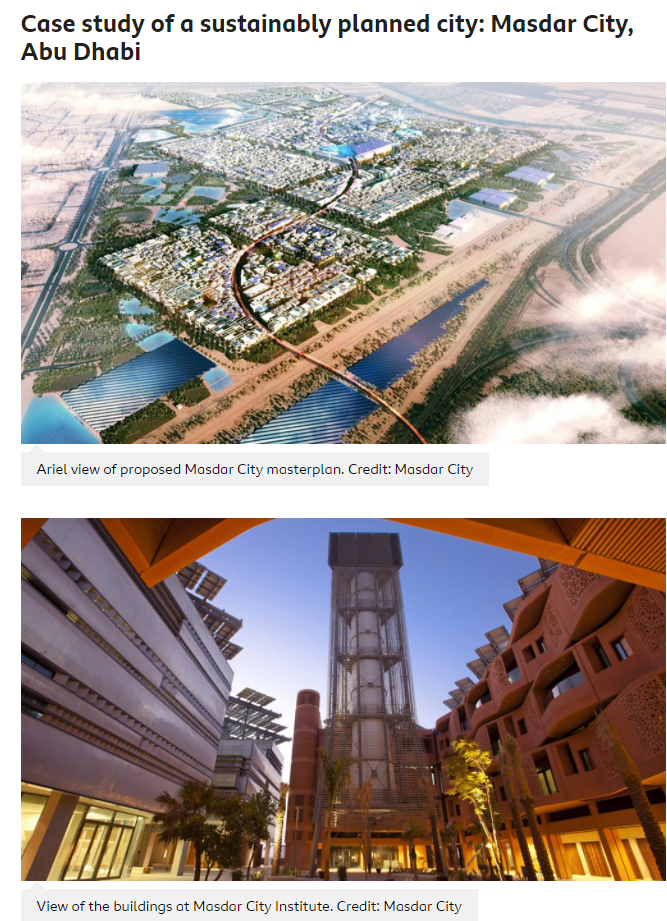 Case study of a sustainably planned city: Masdar City,
Abu Dhabi
Ariel view of proposed Masdar City masterplan. Credit: Masdar City
View of the buildings at Masdar City Institute. Credit: Masdar City